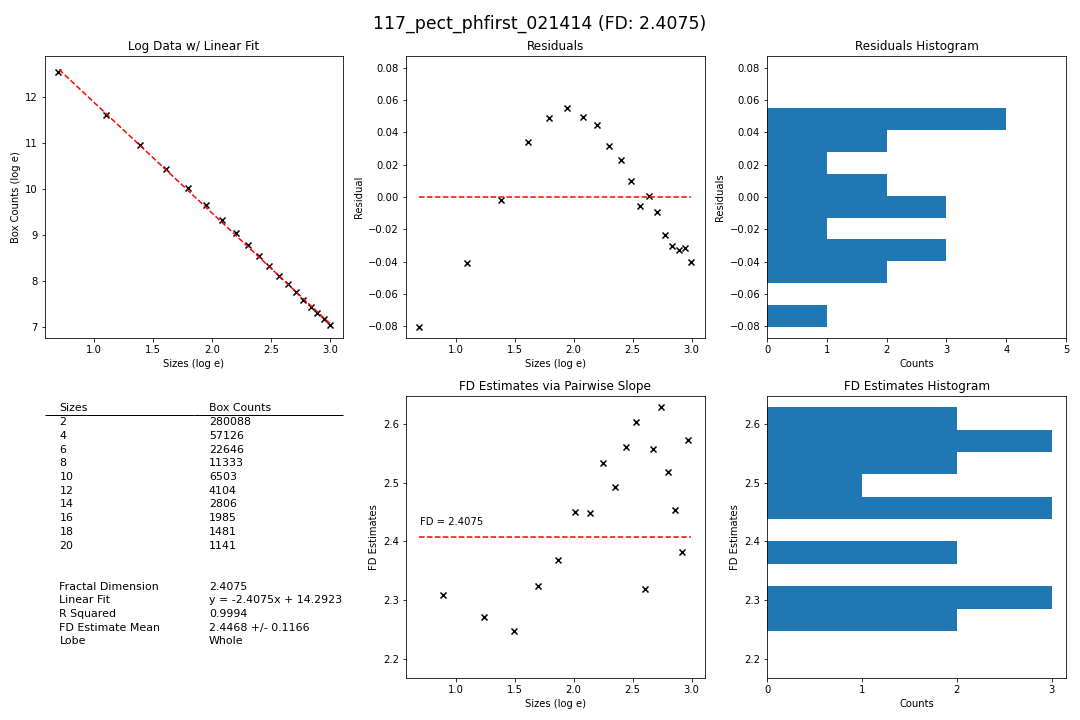 117_pect_phfirst_021414 (FD: 2.4075)
Log Data w/ Linear Fit
Box Counts (log e)
12
11
10
9
8
7
1.0 1.5 2.0 2.5 3.0
Sizes (log e)
Residuals
Residual
0.08
0.06
0.04
0.02
0.00
−0.02
−0.04
−0.06
−0.08
1.0 1.5 2.0 2.5 3.0
Sizes (log e)
Residuals Histogram
Residuals
0.08
0.06
0.04
0.02
0.00
−0.02
−0.04
−0.06
−0.08
0 1 2 3 4 5
Counts
Sizes Box Counts
2 280088
4 57126
6 22646
8 11333
10 6503
12 4104
14 2806
16 1985
18 1481
20 1141
Fractal Dimension 2.4075
Linear Fit y = -2.4075x + 14.2923
R Squared 0.9994
FD Estimate Mean 2.4468 +/- 0.1166
Lobe Whole
FD Estimates via Pairwise Slope
FD Estimates
2.6
2.5
2.4
2.3
2.2
FD = 2.4075
1.0 1.5 2.0 2.5 3.0
Sizes (log e)
FD Estimates Histogram
FD Estimates
2.6
2.5
2.4
2.3
2.2
0 1 2 3
Counts